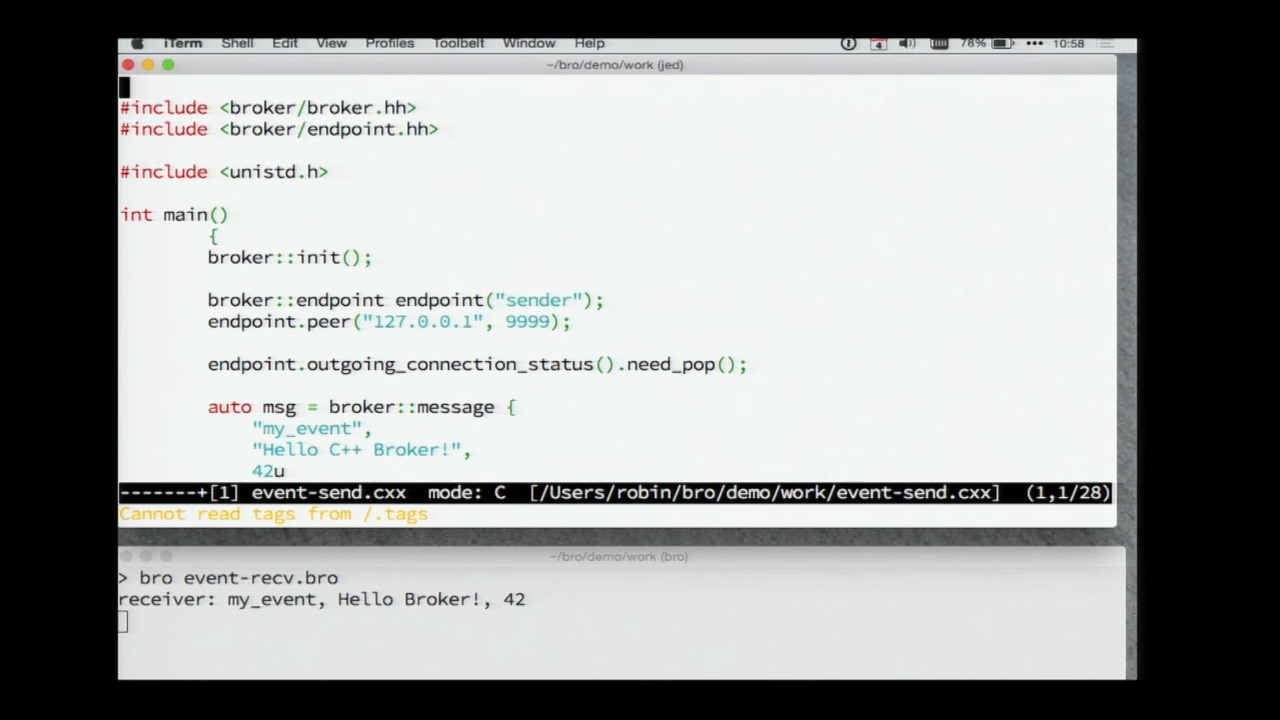 iTerm Shell Edit View Profiles Toolbelt Window Help 4 78% 10:58
~/bro/demo/work (jed)
#include <broker/broker.hh>
#include <broker/endpoint.hh>
#include <unistd.h>
int main()
{
broker::init();
broker::endpoint endpoint("sender");
endpoint.peer("127.0.0.1", 9999);
endpoint.outgoing_connection_status().need_pop();
auto msg = broker::message {
"my_event",
"Hello C++ Broker!",
42u
-------+[1] event-send.cxx mode: C [/Users/robin/bro/demo/work/event-send.cxx] (1,1/28)
Cannot read tags from /.tags
~/bro/demo/work (bro)
> bro event-recv.bro
receiver: my_event, Hello Broker!, 42